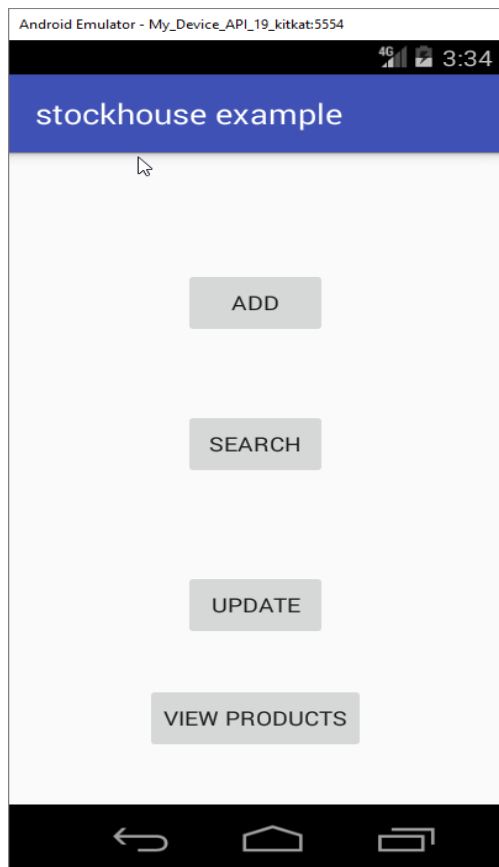 Android Emulator - My_Device_API_19_kitkat:5554
4G 3:34
stockhouse example
ADD
SEARCH
UPDATE
VIEW PRODUCTS